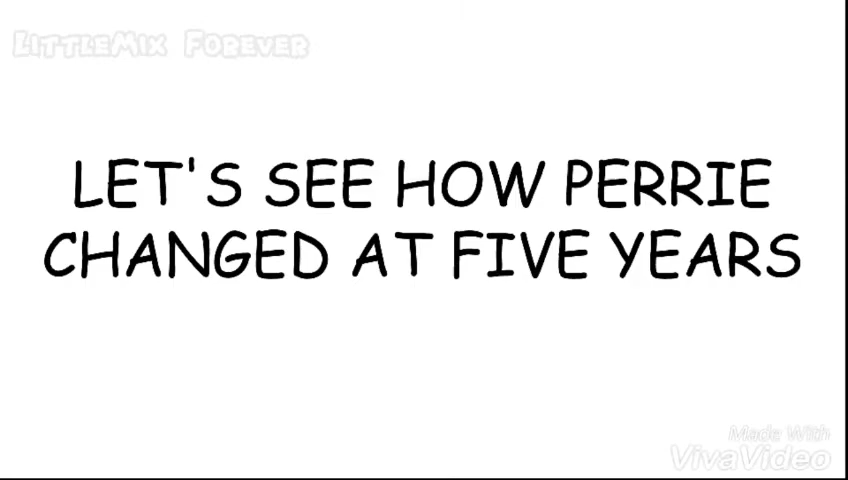 LittleMix Forever
LET'S SEE HOW PERRIE
CHANGED AT FIVE YEARS
Made With
VivaVideo